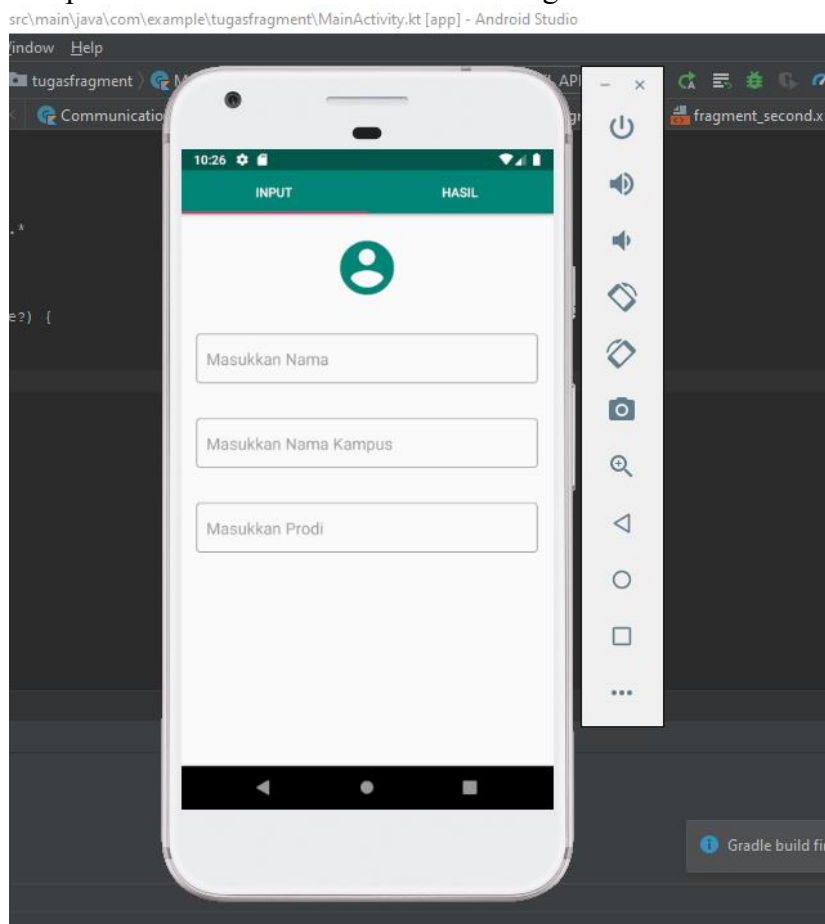 src\main\java\com\example\tugasfragment\MainActivity.kt [app] - Android Studio
indow Help
tugasfragment
Communicatio fragment_second.x
10:26
INPUT HASIL
.*
e?) {
Masukkan Nama
Masukkan Nama Kampus
Masukkan Prodi
Gradle build fi